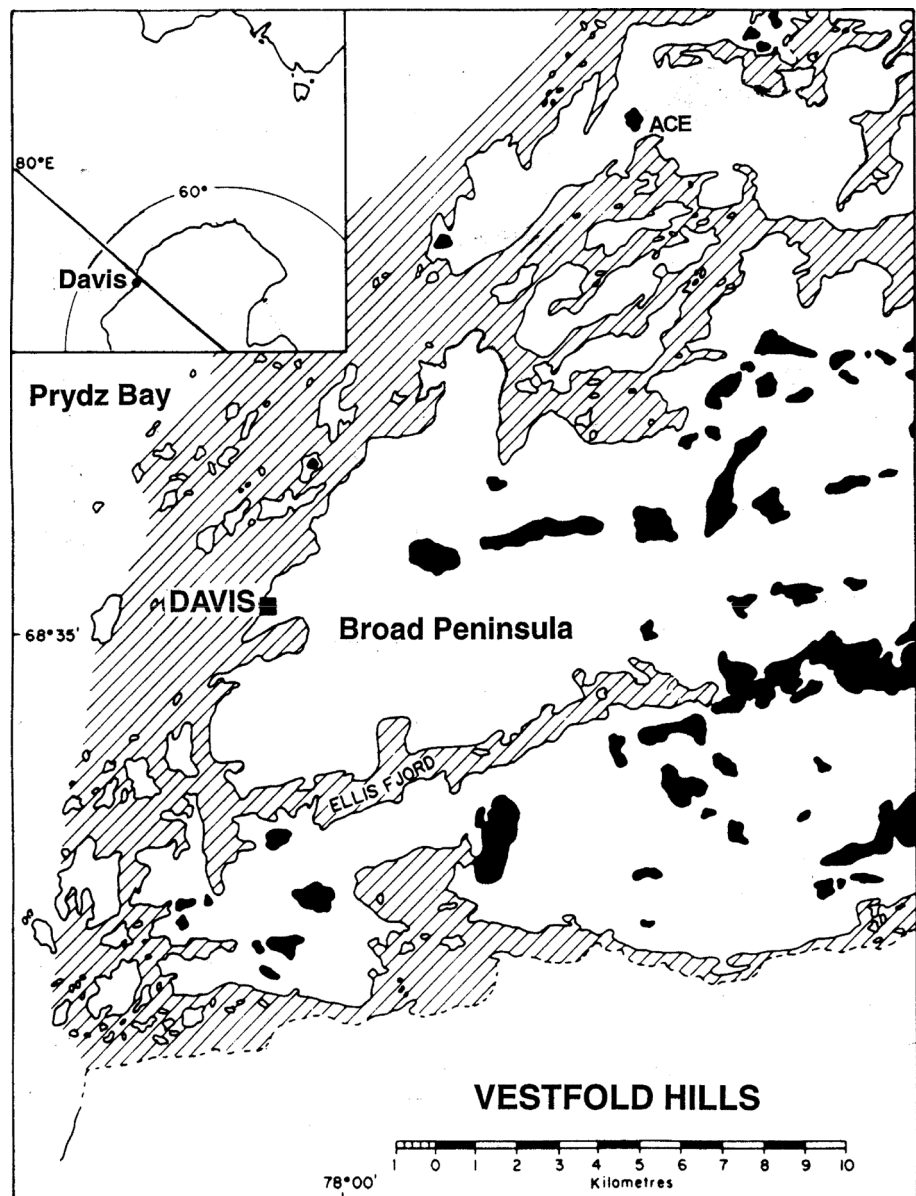 80°E
60°
Davis
ACE
Prydz Bay
DAVIS
68°35'
Broad Peninsula
ELLIS FJORD
VESTFOLD HILLS
1 0 1 2 3 4 5 6 7 8 9 10
Kilometres
78°00'